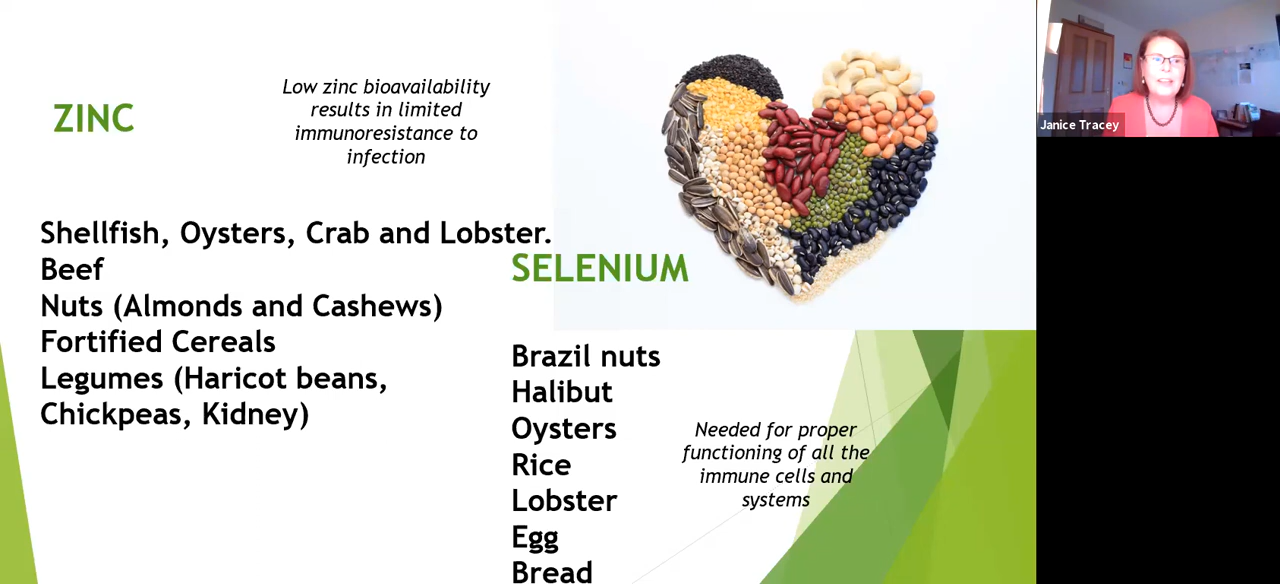 ZINC
Low zinc bioavailability
results in limited
immunoresistance to
infection
Shellfish, Oysters, Crab and Lobster.
Beef
Nuts (Almonds and Cashews)
Fortified Cereals
Legumes (Haricot beans,
Chickpeas, Kidney)
SELENIUM
Brazil nuts
Halibut
Oysters
Rice
Lobster
Egg
Bread
Needed for proper
functioning of all the
immune cells and
systems
Janice Tracey